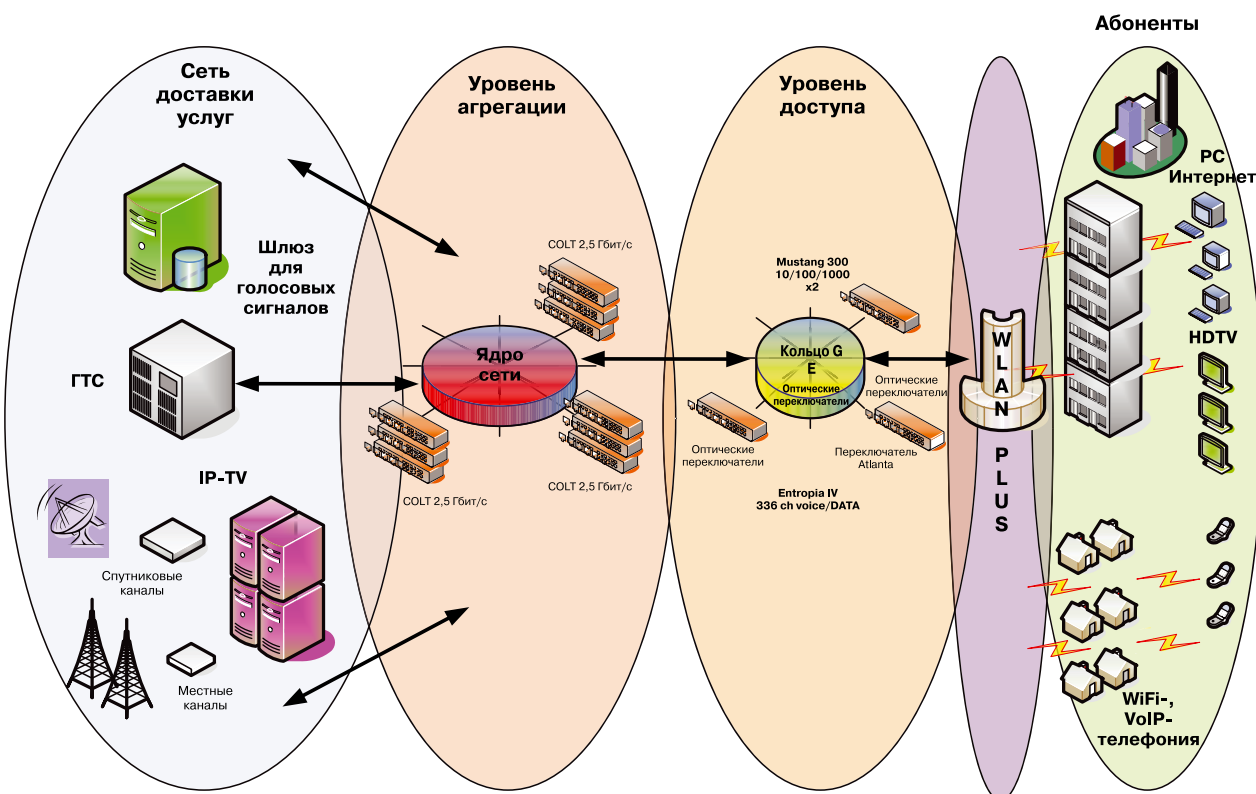 Абоненты
Сеть
доставки
услуг
Шлюз
для
голосовых
сигналов
ГТС
IP-TV
Спутниковые
каналы
Местные
каналы
Уровень
агрегации
COLT 2,5 Гбит/с
Ядро
сети
COLT 2,5 Гбит/с
COLT 2,5 Гбит/с
Уровень
доступа
Mustang 300
10/100/1000
x2
Кольцо G
E
Оптические
переключатели
Оптические
переключатели
Оптические
переключатели
Переключатель
Atlanta
Entropia IV
336 ch voice/DATA
W
L
A
N
P
L
U
S
PC
Интернет
HDTV
WiFi-,
VoIP-
телефония